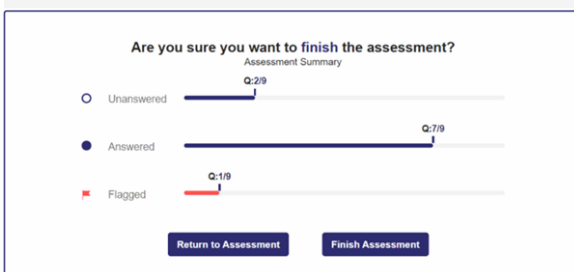 Are you sure you want to finish the assessment?
Assessment Summary
Q:2/9
Unanswered
Q:7/9
Answered
Q:1/9
Flagged
Return to Assessment
Finish Assessment